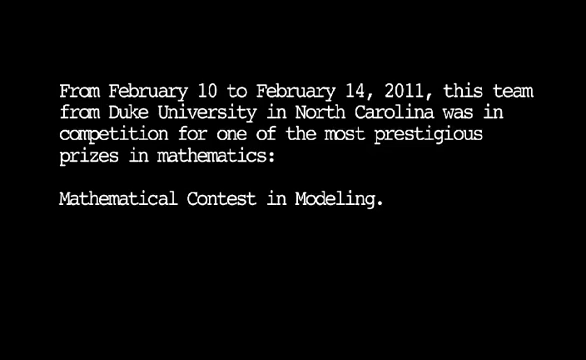 From February 10 to February 14, 2011, this team
from Duke University in North Carolina was in
competition for one of the most prestigious
prizes in mathematics:
Mathematical Contest in Modeling.